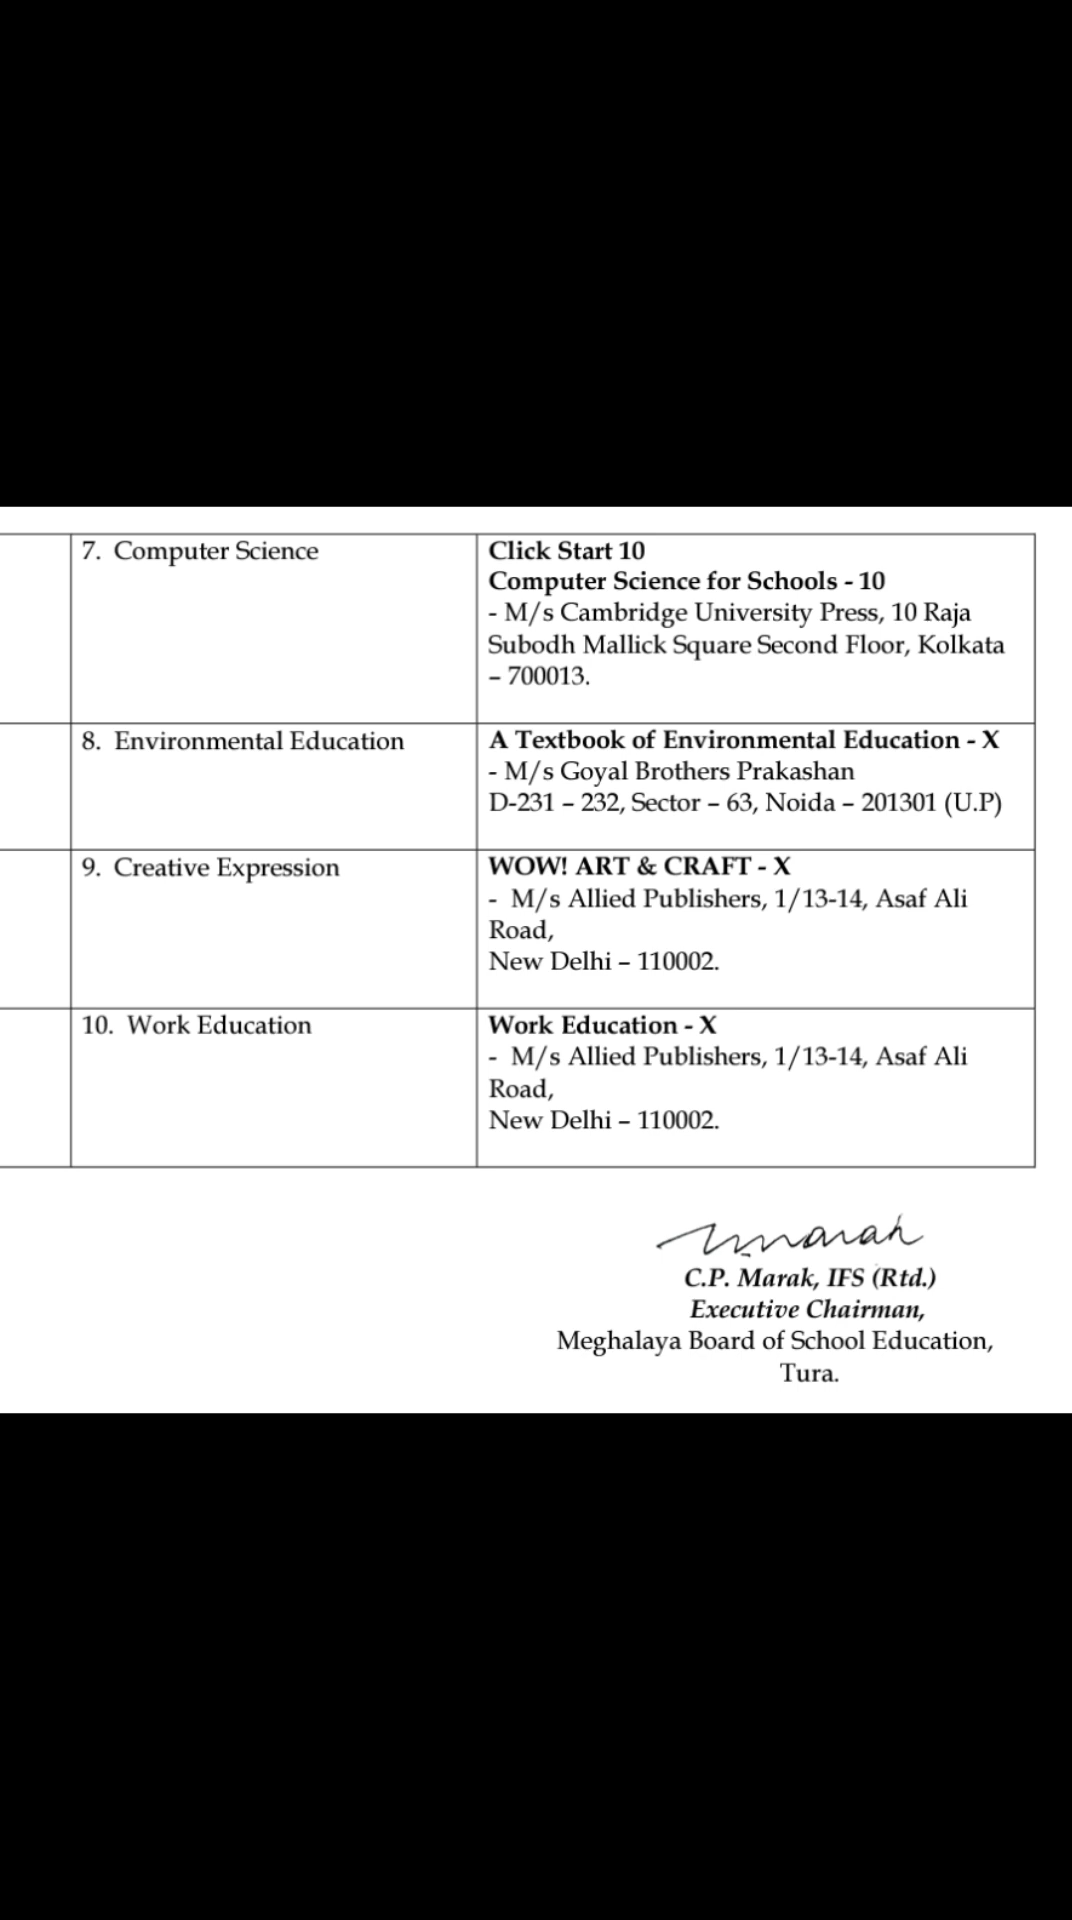 7. Computer Science
Click Start 10
Computer Science for Schools - 10
- M/s Cambridge University Press, 10 Raja
Subodh Mallick Square Second Floor, Kolkata
– 700013.
8. Environmental Education
A Textbook of Environmental Education - X
- M/s Goyal Brothers Prakashan
D-231 – 232, Sector – 63, Noida – 201301 (U.P)
9. Creative Expression
WOW! ART & CRAFT - X
- M/s Allied Publishers, 1/13-14, Asaf Ali
Road,
New Delhi – 110002.
10. Work Education
Work Education - X
- M/s Allied Publishers, 1/13-14, Asaf Ali
Road,
New Delhi – 110002.
C.P. Marak, IFS (Rtd.)
Executive Chairman,
Meghalaya Board of School Education,
Tura.